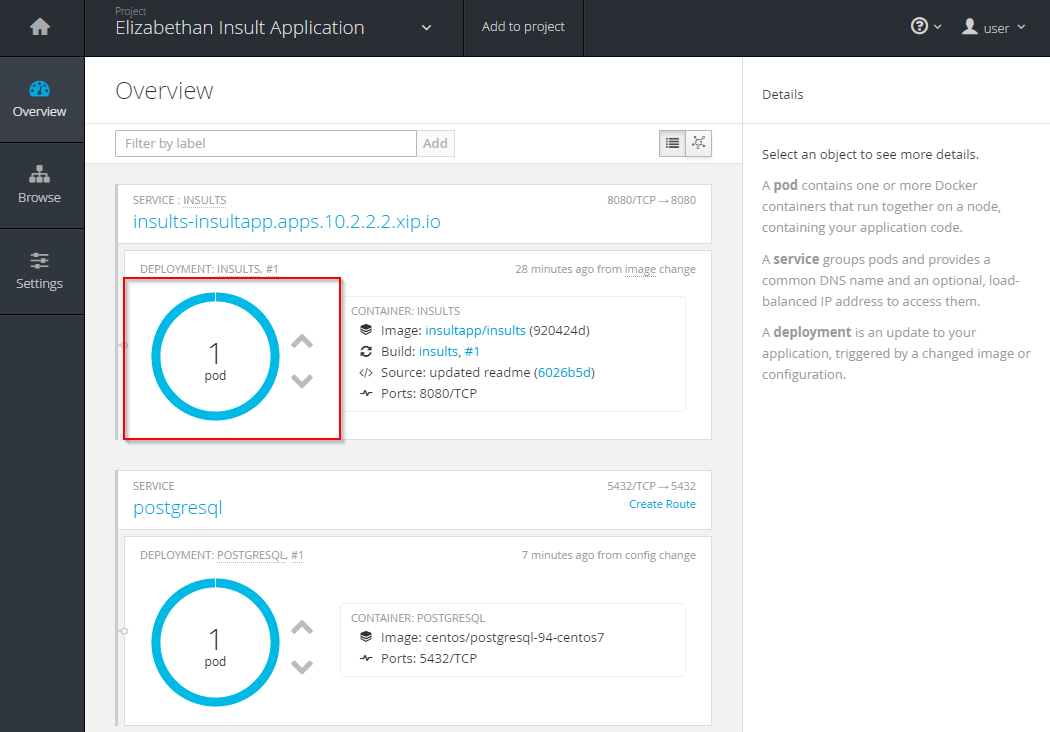 Project
Elizabethan Insult Application
Add to project
user
Overview
Browse
Settings
Overview
Filter by label
Add
SERVICE : INSULTS
8080/TCP → 8080
insults-insultapp.apps.10.2.2.2.xip.io
DEPLOYMENT: INSULTS, #1
28 minutes ago from image change
1
pod
CONTAINER: INSULTS
Image: insultapp/insults (920424d)
Build: insults, #1
Source: updated readme (6026b5d)
Ports: 8080/TCP
SERVICE
5432/TCP → 5432
postgresql
Create Route
DEPLOYMENT: POSTGRESQL, #1
7 minutes ago from config change
1
pod
CONTAINER: POSTGRESQL
Image: centos/postgresql-94-centos7
Ports: 5432/TCP
Details
Select an object to see more details.
A pod contains one or more Docker
containers that run together on a node,
containing your application code.
A service groups pods and provides a
common DNS name and an optional, load-
balanced IP address to access them.
A deployment is an update to your
application, triggered by a changed image or
configuration.